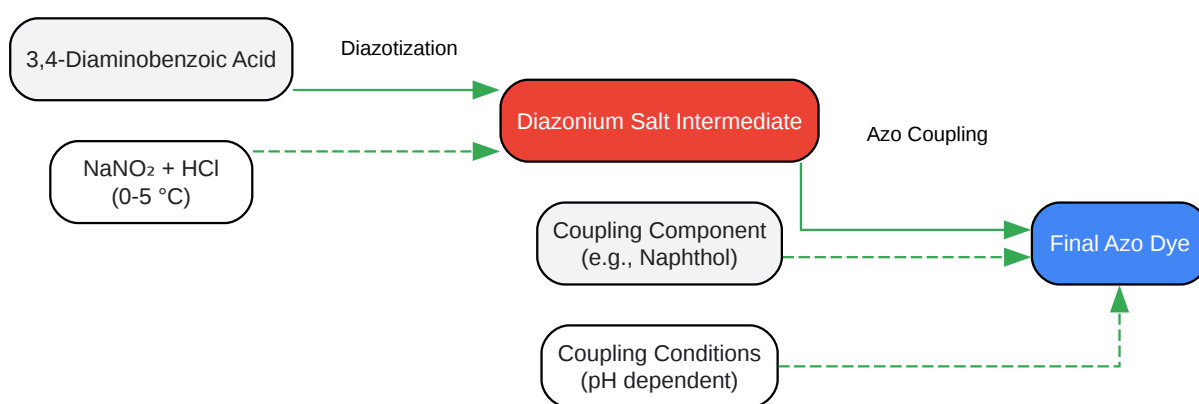 3,4-Diaminobenzoic Acid
Diazotization
Diazonium Salt Intermediate
NaNO₂ + HCl
(0-5 °C)
Azo Coupling
Coupling Component
(e.g., Naphthol)
Final Azo Dye
Coupling Conditions
(pH dependent)